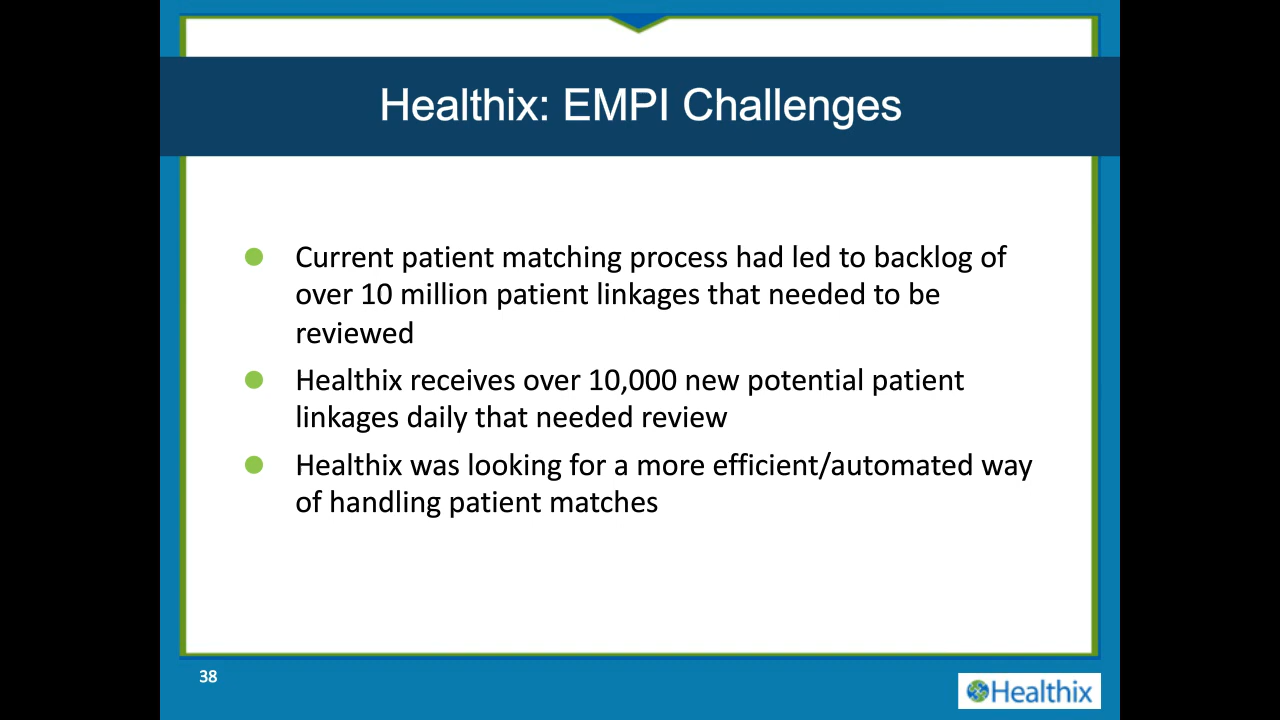 Healthix: EMPI Challenges
Current patient matching process had led to backlog of
over 10 million patient linkages that needed to be
reviewed
Healthix receives over 10,000 new potential patient
linkages daily that needed review
Healthix was looking for a more efficient/automated way
of handling patient matches
38
Healthix